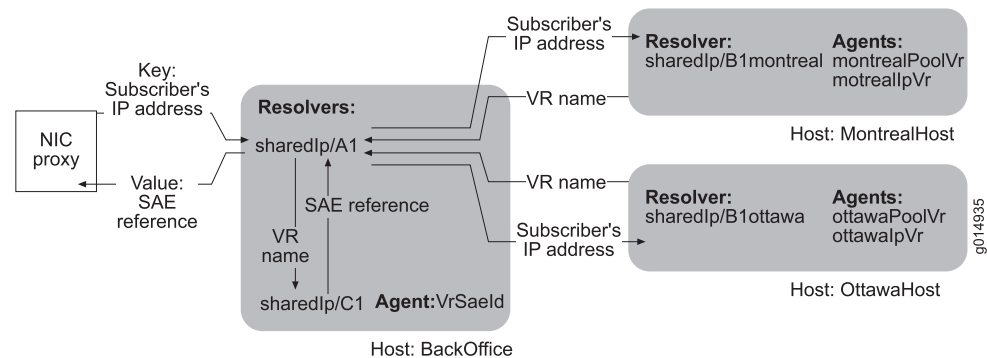 NIC
proxy
Key:
Subscriber's
IP address
Value:
SAE
reference
Resolvers:
sharedIp/A1
SAE reference
VR
name
sharedIp/C1 Agent:VrSaeId
Host: BackOffice
Subscriber's
IP address
VR name
VR name
Subscriber's
IP address
Resolver: Agents:
sharedIp/B1montreal montrealPoolVr
motrealIpVr
Host: MontrealHost
Resolver: Agents:
sharedIp/B1ottawa ottawaPoolVr
ottawaIpVr
Host: OttawaHost
g014935